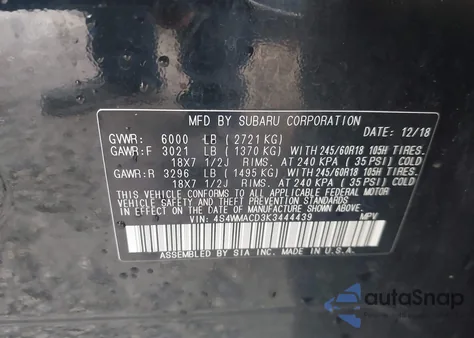 MFD BY SUBARU CORPORATION
DATE: 12/18
GVWR: 6000 LB (2721 KG)
GAWR:F 3021 LB (1370 KG) WITH 245/60R18 105H TIRES.
18X7 1/2J RIMS. AT 240 KPA ( 35 PSI) COLD.
GAWR:R 3296 LB (1495 KG) WITH 245/60R18 105H TIRES.
18X7 1/2J RIMS. AT 240 KPA ( 35 PSI) COLD.
THIS VEHICLE CONFORMS TO ALL APPLICABLE
FEDERAL MOTOR VEHICLE SAFETY AND
THEFT PREVENTION STANDARDS IN EFFECT ON
THE DATE OF MANUFACTURE SHOWN ABOVE.
VIN: 4S4WMACD3K3444439 MPV
ASSEMBLED BY SIA INC. MADE IN U.S.A.
autoSnap
POWERED BY AUTOBIDMASTER